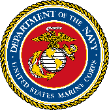 DEPARTMENT OF THE NAVY
UNITED STATES MARINE CORPS